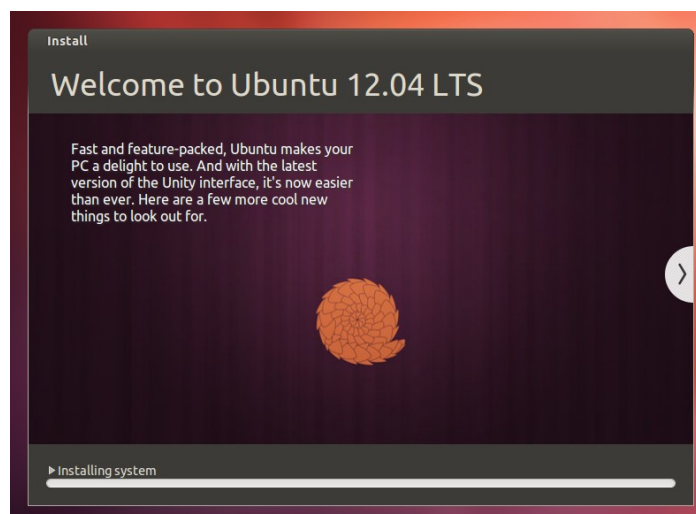 Install
Welcome to Ubuntu 12.04 LTS
Fast and feature-packed, Ubuntu makes your
PC a delight to use. And with the latest
version of the Unity interface, it's now easier
than ever. Here are a few more cool new
things to look out for.
Installing system